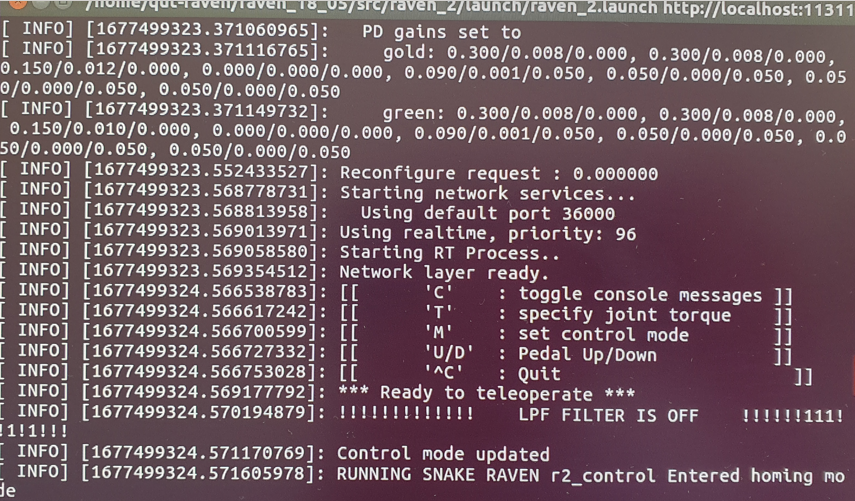 /home/qut-raven/raven_18_05/src/raven_2/launch/raven_2.launch http://localhost:11311
[ INFO] [1677499323.371060965]:   PD gains set to
[ INFO] [1677499323.371116765]:     gold: 0.300/0.008/0.000, 0.300/0.008/0.000,
0.150/0.012/0.000, 0.000/0.000/0.000, 0.090/0.001/0.050, 0.050/0.000/0.050, 0.05
0/0.000/0.050, 0.050/0.000/0.050
[ INFO] [1677499323.371149732]:     green: 0.300/0.008/0.000, 0.300/0.008/0.000,
0.150/0.010/0.000, 0.000/0.000/0.000, 0.090/0.001/0.050, 0.050/0.000/0.050, 0.0
50/0.000/0.050, 0.050/0.000/0.050
[ INFO] [1677499323.552433527]: Reconfigure request : 0.000000
[ INFO] [1677499323.568778731]: Starting network services...
[ INFO] [1677499323.568813958]:   Using default port 36000
[ INFO] [1677499323.569013971]: Using realtime, priority: 96
[ INFO] [1677499323.569058580]: Starting RT Process..
[ INFO] [1677499323.569354512]: Network layer ready.
[ INFO] [1677499324.566538783]: [[      'C'  : toggle console messages ]]
[ INFO] [1677499324.566617242]: [[      'T'  : specify joint torque    ]]
[ INFO] [1677499324.566700599]: [[      'M'  : set control mode        ]]
[ INFO] [1677499324.566727332]: [[      'U/D'  : Pedal Up/Down           ]]
[ INFO] [1677499324.566753028]: [[      '^C'  : Quit                      ]]
[ INFO] [1677499324.569177792]: *** Ready to teleoperate ***
[ INFO] [1677499324.570194879]: !!!!!!!!!!!!!    LPF FILTER IS OFF    !!!!!!111!
!1!1!!!
[ INFO] [1677499324.571170769]: Control mode updated
[ INFO] [1677499324.571605978]: RUNNING SNAKE RAVEN r2_control Entered homing mo
de